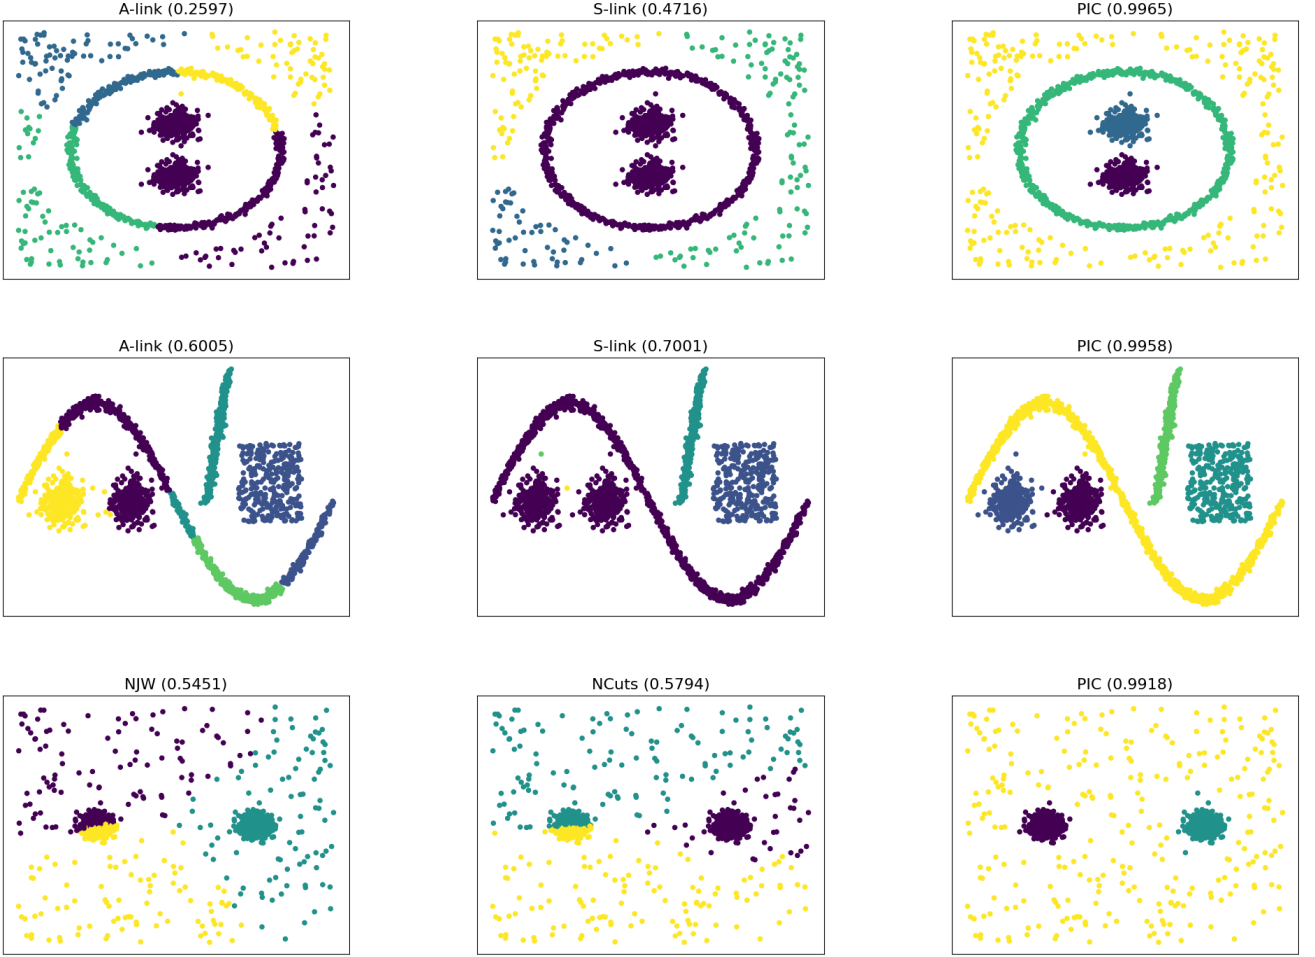 A-link (0.2597)
S-link (0.4716)
PIC (0.9965)
A-link (0.6005)
S-link (0.7001)
PIC (0.9958)
NJW (0.5451)
NCuts (0.5794)
PIC (0.9918)